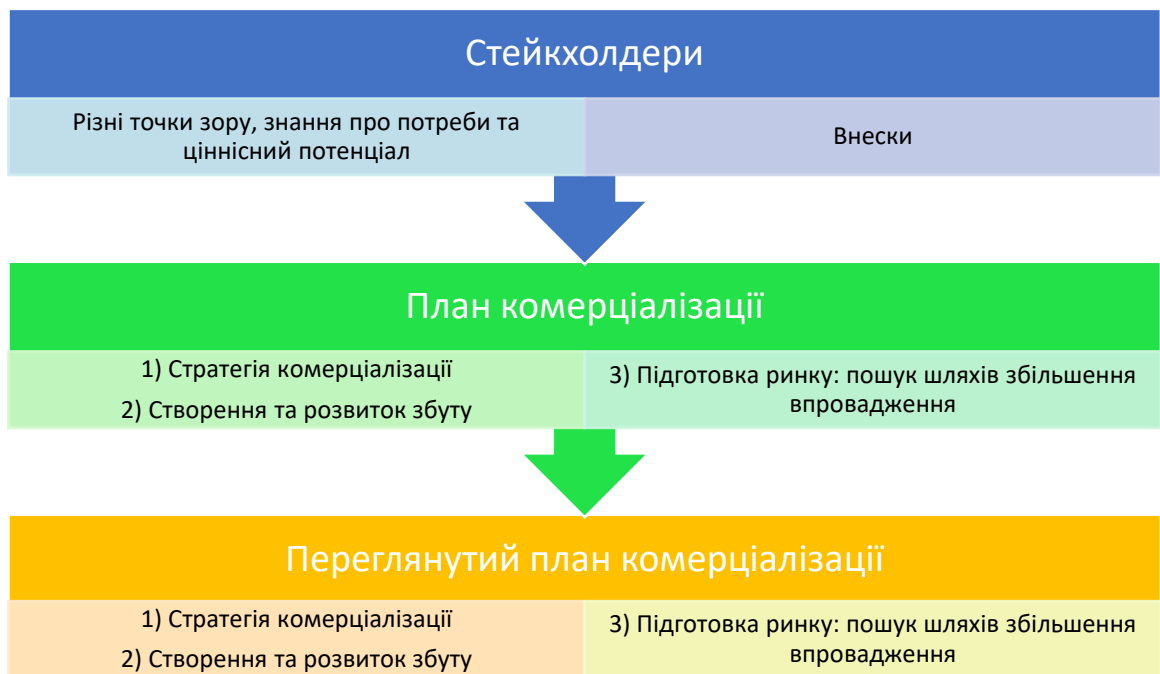 Стейкхолдери
Різні точки зору, знання про потреби та
ціннісний потенціал
Внески
План комерціалізації
1) Стратегія комерціалізації
2) Створення та розвиток збуту
3) Підготовка ринку: пошук шляхів збільшення
впровадження
Переглянутий план комерціалізації
1) Стратегія комерціалізації
2) Створення та розвиток збуту
3) Підготовка ринку: пошук шляхів збільшення
впровадження